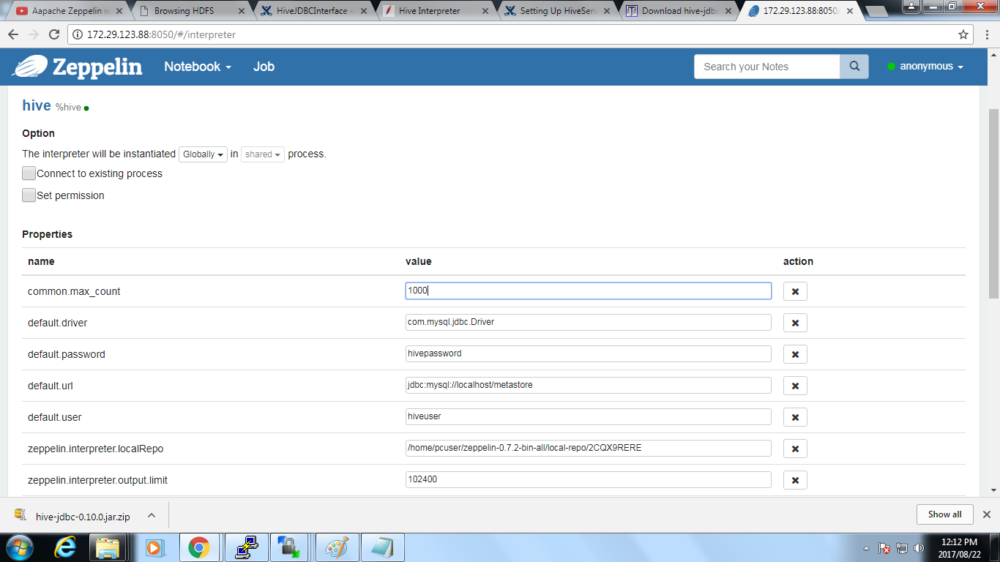 Aapache Zeppelin w
Browsing HDFS
HiveJDBCInterface -
Hive Interpreter
Setting Up HiveServ
Download hive-jdbc
172.29.123.88:8050/
172.29.123.88:8050/#/interpreter
Zeppelin
Notebook
Job
Search your Notes
anonymous
hive %hive
Option
The interpreter will be instantiated Globally in shared process.
Connect to existing process
Set permission
Properties
name value action
common.max_count 1000
default.driver com.mysql.jdbc.Driver
default.password hivepassword
default.url jdbc:mysql://localhost/metastore
default.user hiveuser
zeppelin.interpreter.localRepo /home/pcuser/zeppelin-0.7.2-bin-all/local-repo/2CQX9RERE
zeppelin.interpreter.output.limit 102400
hive-jdbc-0.10.0.jar.zip
Show all
12:12 PM
2017/08/22